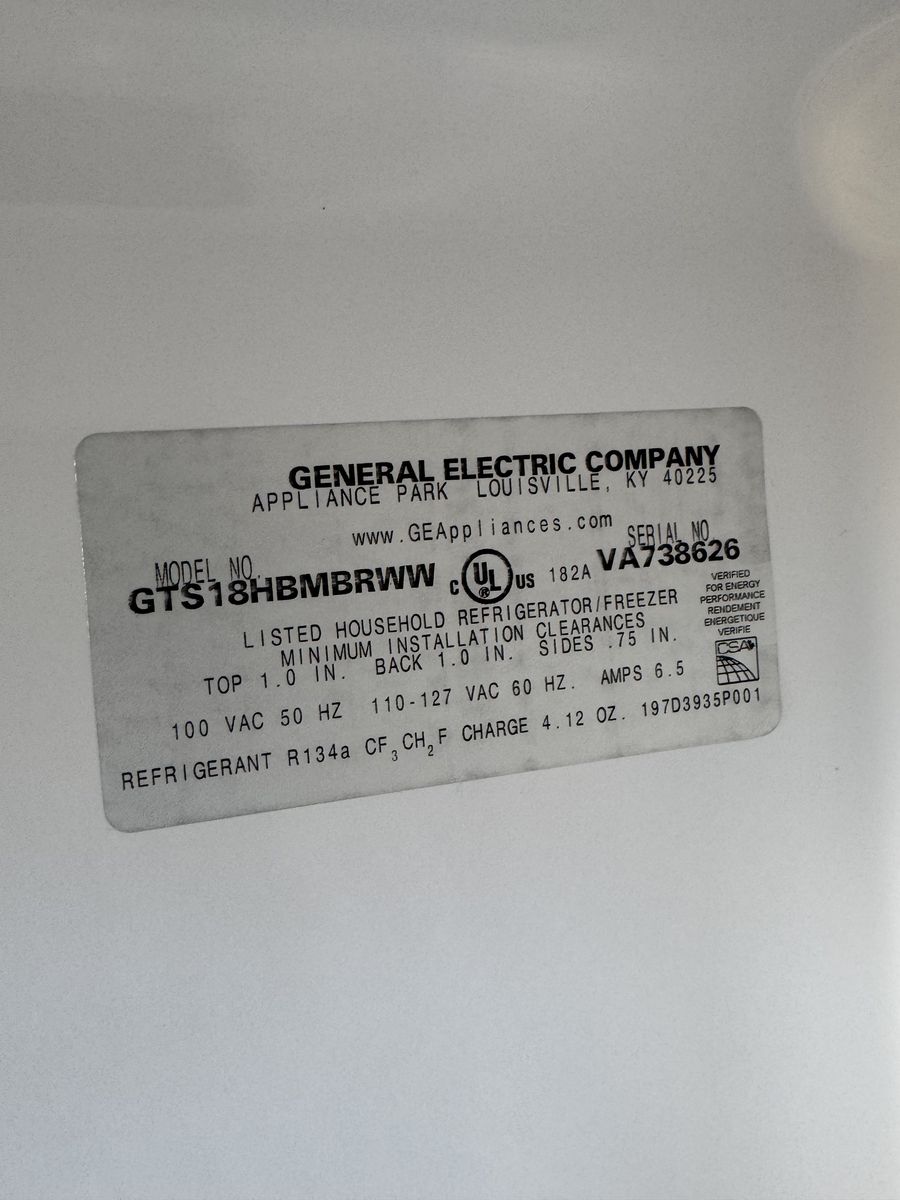 GENERAL ELECTRIC COMPANY
APPLIANCE PARK LOUISVILLE, KY 40225
www.GEAppliances.com
MODEL NO.
SERIAL NO.
GTS18HBMBRWW
C UL ® US
182A
VA738626
LISTED HOUSEHOLD REFRIGERATOR/FREEZER
MINIMUM INSTALLATION CLEARANCES
TOP 1.0 IN. BACK 1.0 IN. SIDES .75 IN.
100 VAC 50 HZ 110-127 VAC 60 HZ. AMPS 6.5
REFRIGERANT R134a CF₃CH₂F CHARGE 4.12 OZ. 197D3935P001
VERIFIED
FOR ENERGY
PERFORMANCE
RENDEMENT
ENERGETIQUE
VERIFIE
CSA